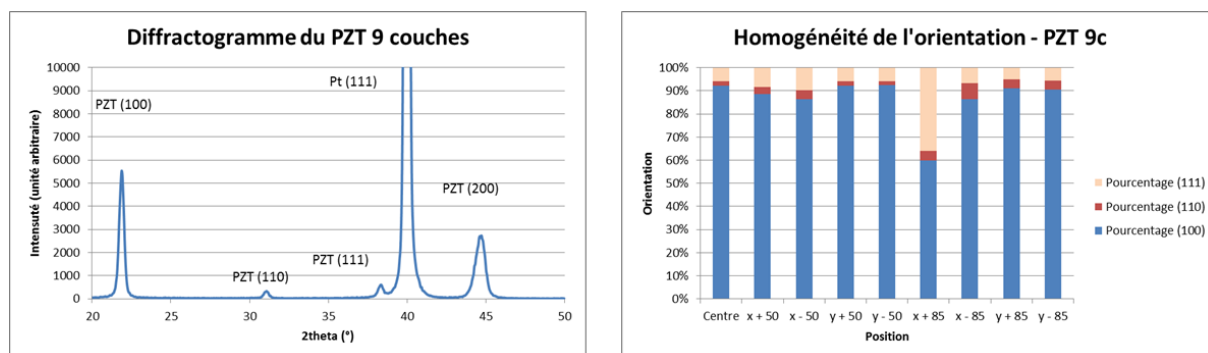 Diffractogramme du PZT 9 couches
10000
9000
8000
7000
6000
5000
4000
3000
2000
1000
0
Intensuté (unité arbitraire)
PZT (100)
PZT (110)
PZT (111)
Pt (111)
PZT (200)
20 25 30 35 40 45 50
2theta (°)
Homogénéité de l'orientation - PZT 9c
100%
90%
80%
70%
60%
50%
40%
30%
20%
10%
0%
Orientation
Centre x + 50 x - 50 y + 50 y - 50 x + 85 x - 85 y + 85 y - 85
Position
Pourcentage (111)
Pourcentage (110)
Pourcentage (100)